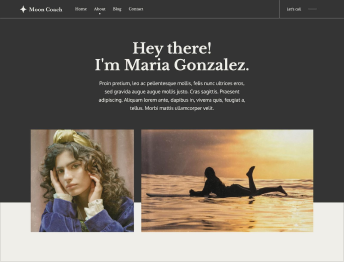 Moon Coach
Home About Blog Contact
Let's call
Hey there!
I'm Maria Gonzalez.
Proin pretium, leo ac pellentesque mollis, felis nunc ultrices eros,
sed gravida augue augue mollis justo. Cras sagittis. Praesent
adipiscing. Aliquam lorem ante, dapibus in, viverra quis, feugiat a,
tellus. Morbi mattis ullamcorper velit.